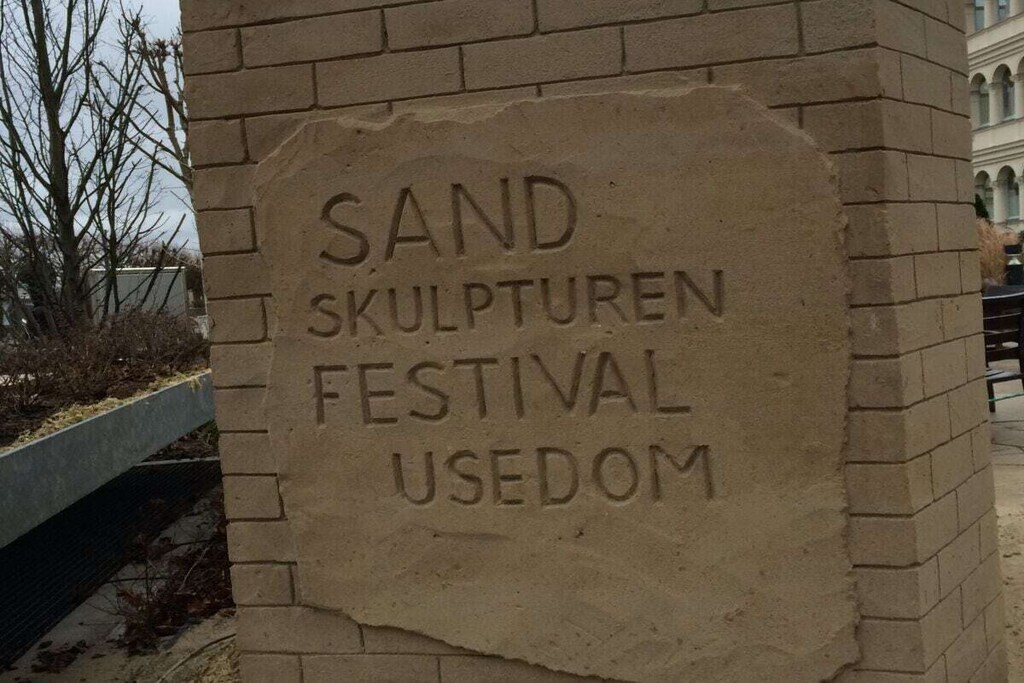 SAND
SKULPTUREN
FESTIVAL
USEDOM